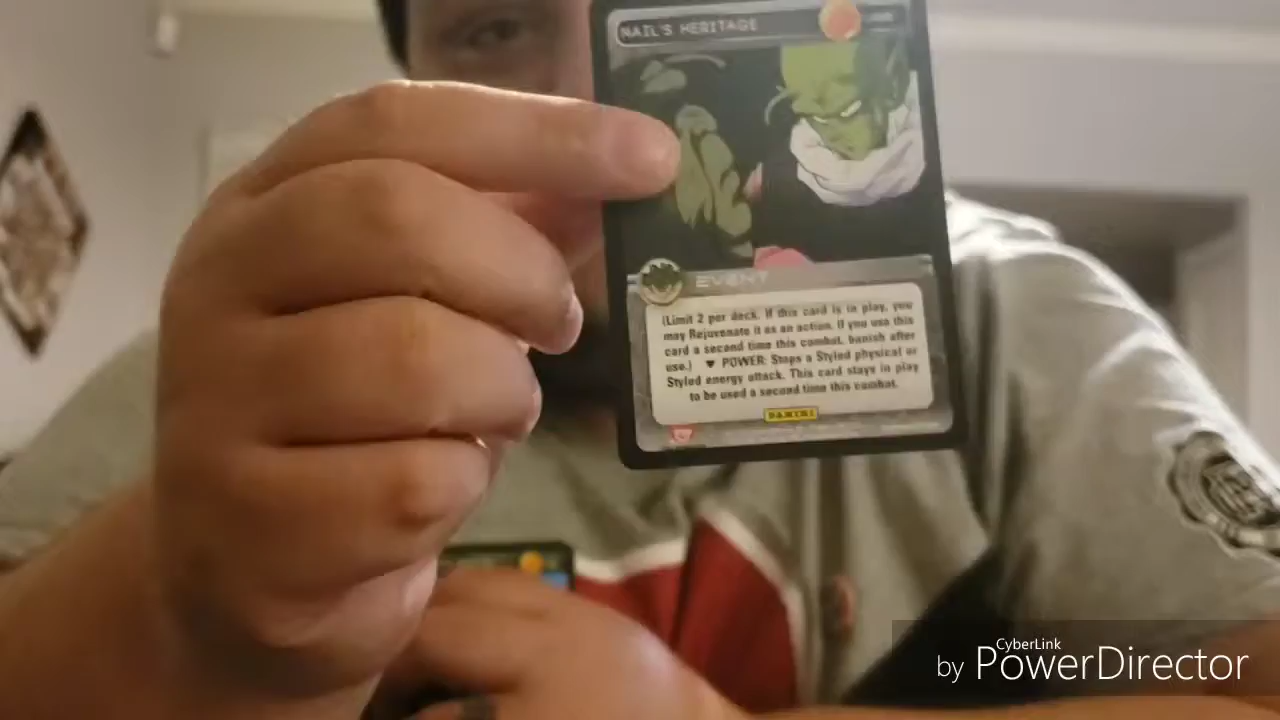 NAIL'S HERITAGE
EVENT
(Limit 2 per deck. If this card is in play, you
may Rejuvenate it as an action. If you use this
card a second time this combat, banish after
use.) ▼ POWER: Stops a Styled physical or
Styled energy attack. This card stays in play
to be used a second time this combat.
PANINI
CyberLink
by PowerDirector